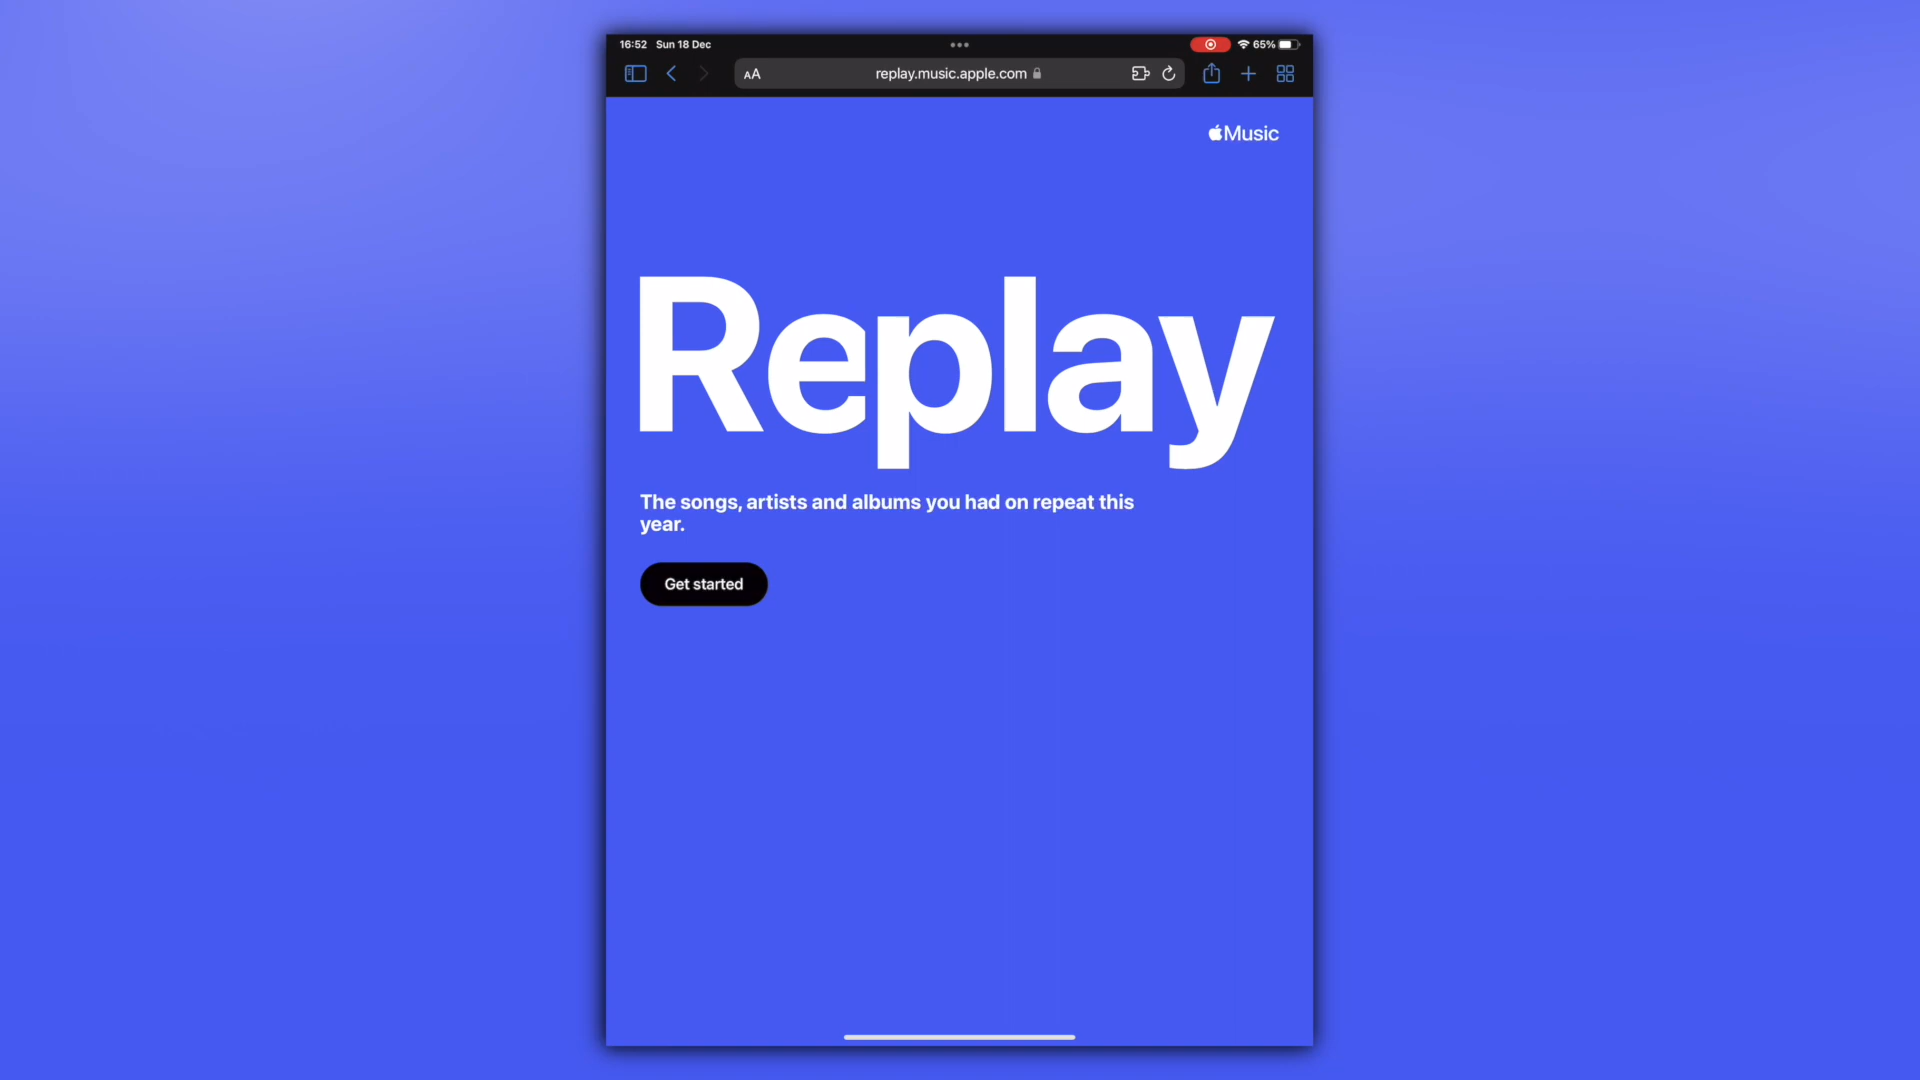 16:52 Sun 18 Dec
65%
AA
replay.music.apple.com
Music
Replay
The songs, artists and albums you had on repeat this
year.
Get started